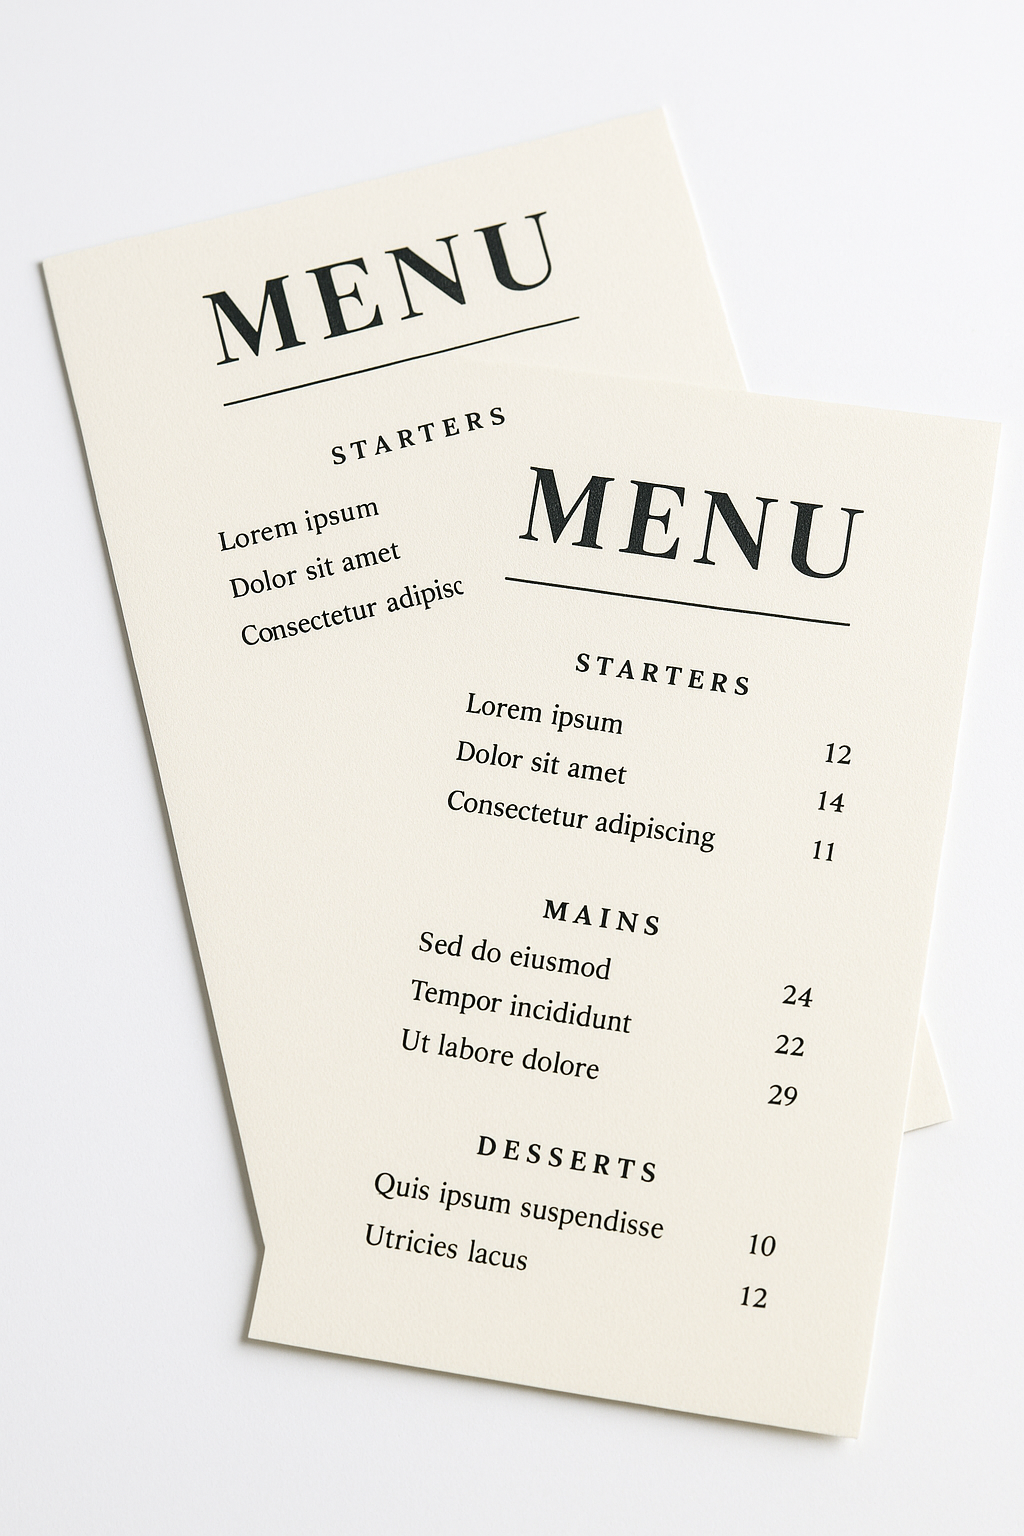 MENU
STARTERS
Lorem ipsum
Dolor sit amet
Consectetur adipisc
MENU
STARTERS
Lorem ipsum 12
Dolor sit amet 14
Consectetur adipiscing 11
MAINS
Sed do eiusmod 24
Tempor incididunt 22
Ut labore dolore 29
DESSERTS
Quis ipsum suspendisse 10
Utricies lacus 12